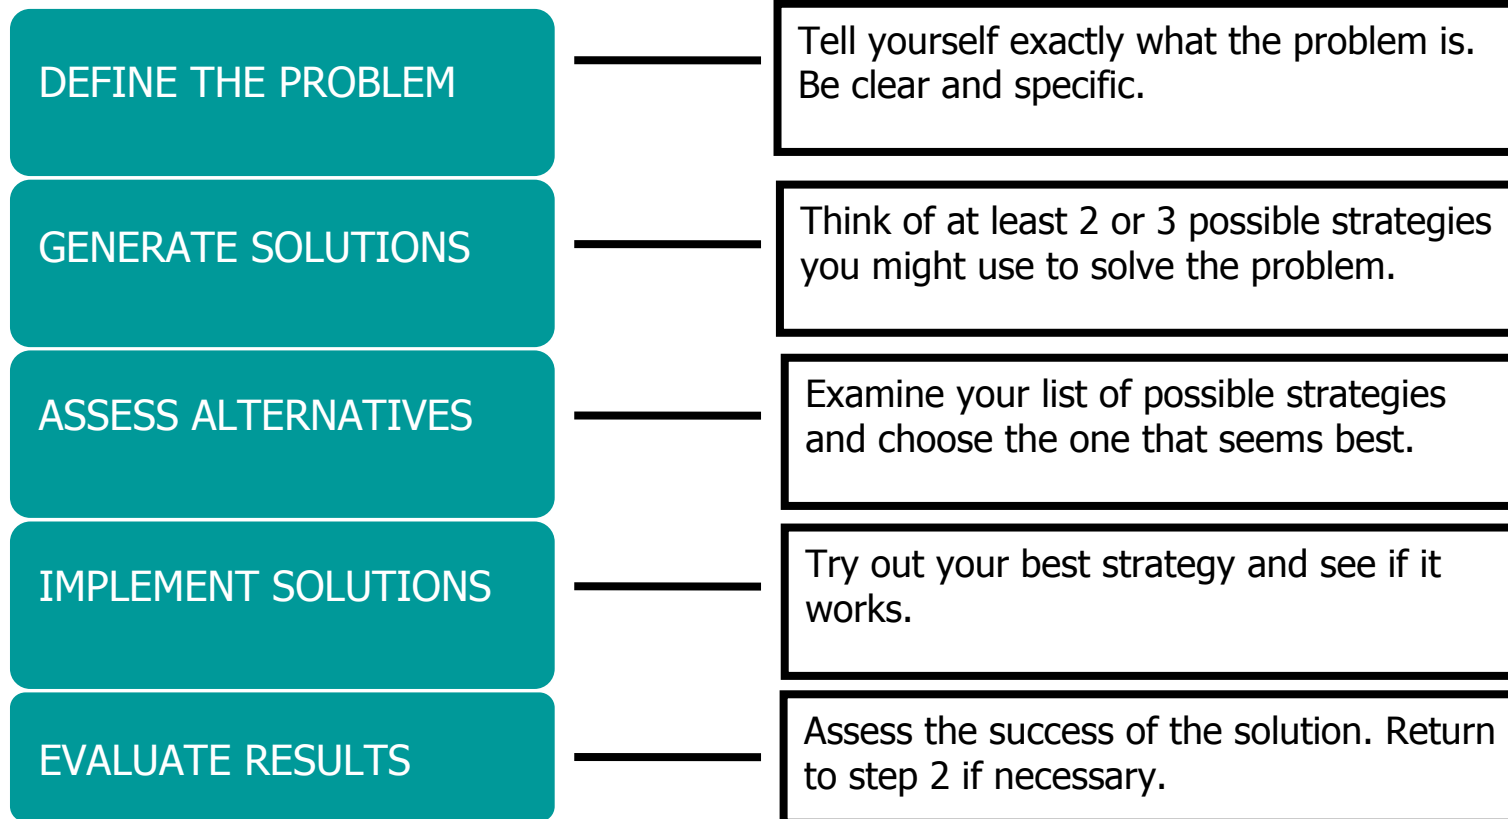 DEFINE THE PROBLEM
Tell yourself exactly what the problem is.
Be clear and specific.
GENERATE SOLUTIONS
Think of at least 2 or 3 possible strategies
you might use to solve the problem.
ASSESS ALTERNATIVES
Examine your list of possible strategies
and choose the one that seems best.
IMPLEMENT SOLUTIONS
Try out your best strategy and see if it
works.
EVALUATE RESULTS
Assess the success of the solution. Return
to step 2 if necessary.